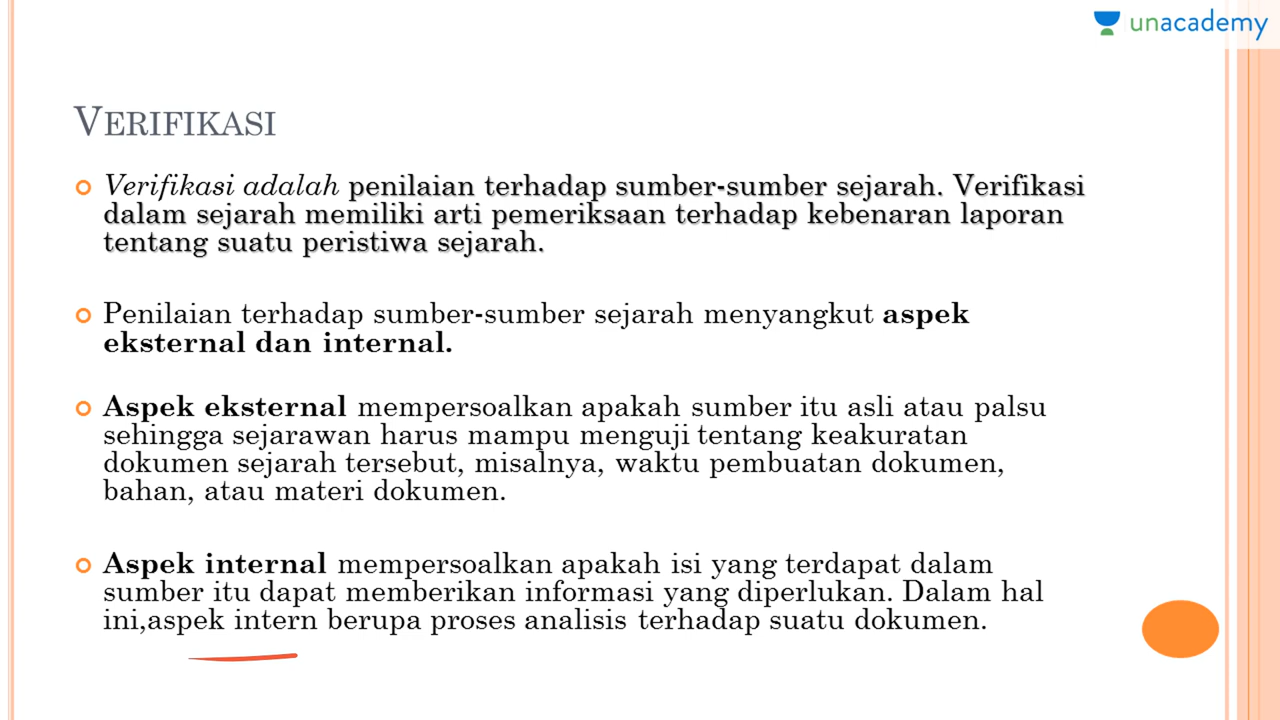 unacademy
VERIFIKASI
Verifikasi adalah penilaian terhadap sumber-sumber sejarah. Verifikasi
dalam sejarah memiliki arti pemeriksaan terhadap kebenaran laporan
tentang suatu peristiwa sejarah.
Penilaian terhadap sumber-sumber sejarah menyangkut aspek
eksternal dan internal.
Aspek eksternal mempersoalkan apakah sumber itu asli atau palsu
sehingga sejarawan harus mampu menguji tentang keakuratan
dokumen sejarah tersebut, misalnya, waktu pembuatan dokumen,
bahan, atau materi dokumen.
Aspek internal mempersoalkan apakah isi yang terdapat dalam
sumber itu dapat memberikan informasi yang diperlukan. Dalam hal
ini,aspek intern berupa proses analisis terhadap suatu dokumen.